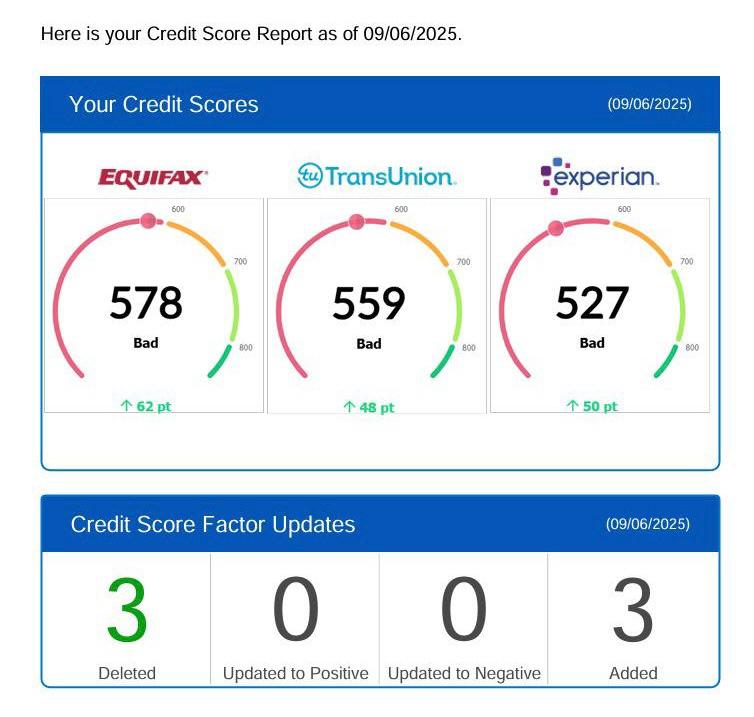 Here is your Credit Score Report as of 09/06/2025.
Your Credit Scores (09/06/2025)
EQUIFAX tu TransUnion. experian.
600 600 600
700 700 700
578 559 527
Bad Bad Bad
800 800 800
↑ 62 pt ↑ 48 pt ↑ 50 pt
Credit Score Factor Updates (09/06/2025)
3 0 0 3
Deleted Updated to Positive Updated to Negative Added